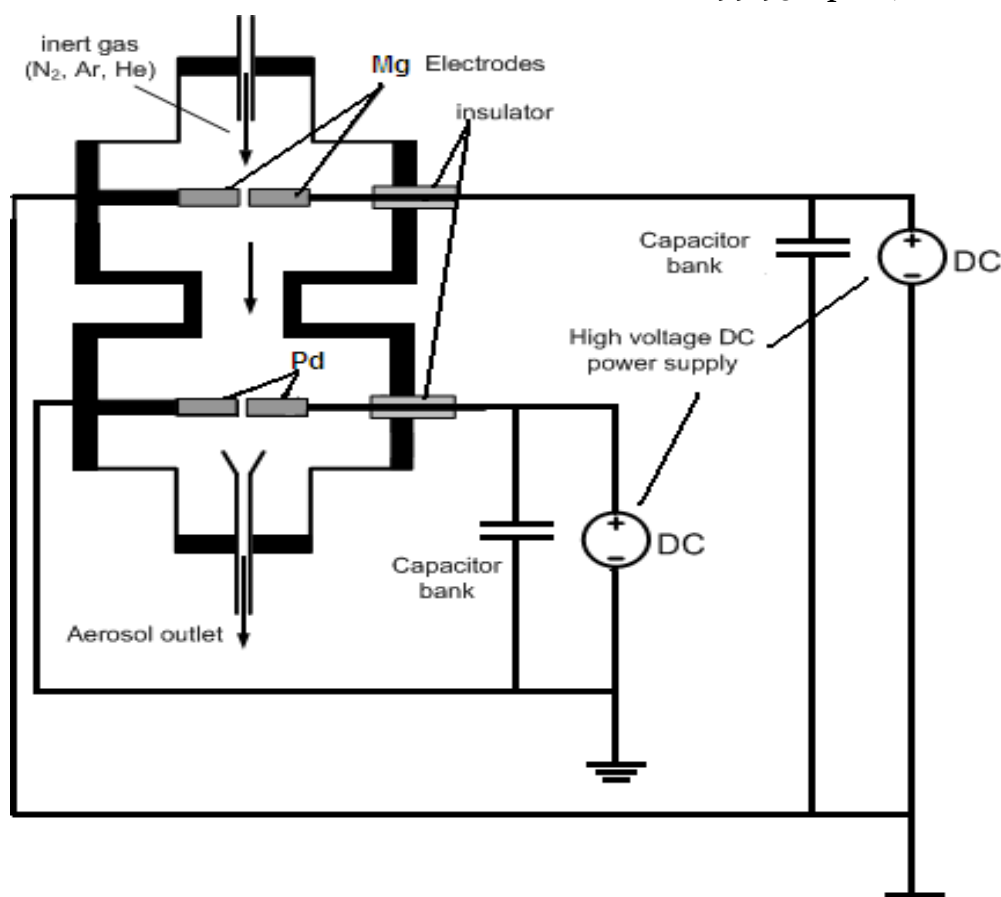 inert gas
(N₂, Ar, He)
Mg Electrodes
insulator
Capacitor
bank
+
−
DC
High voltage DC
power supply
Pd
+
−
DC
Capacitor
bank
Aerosol outlet